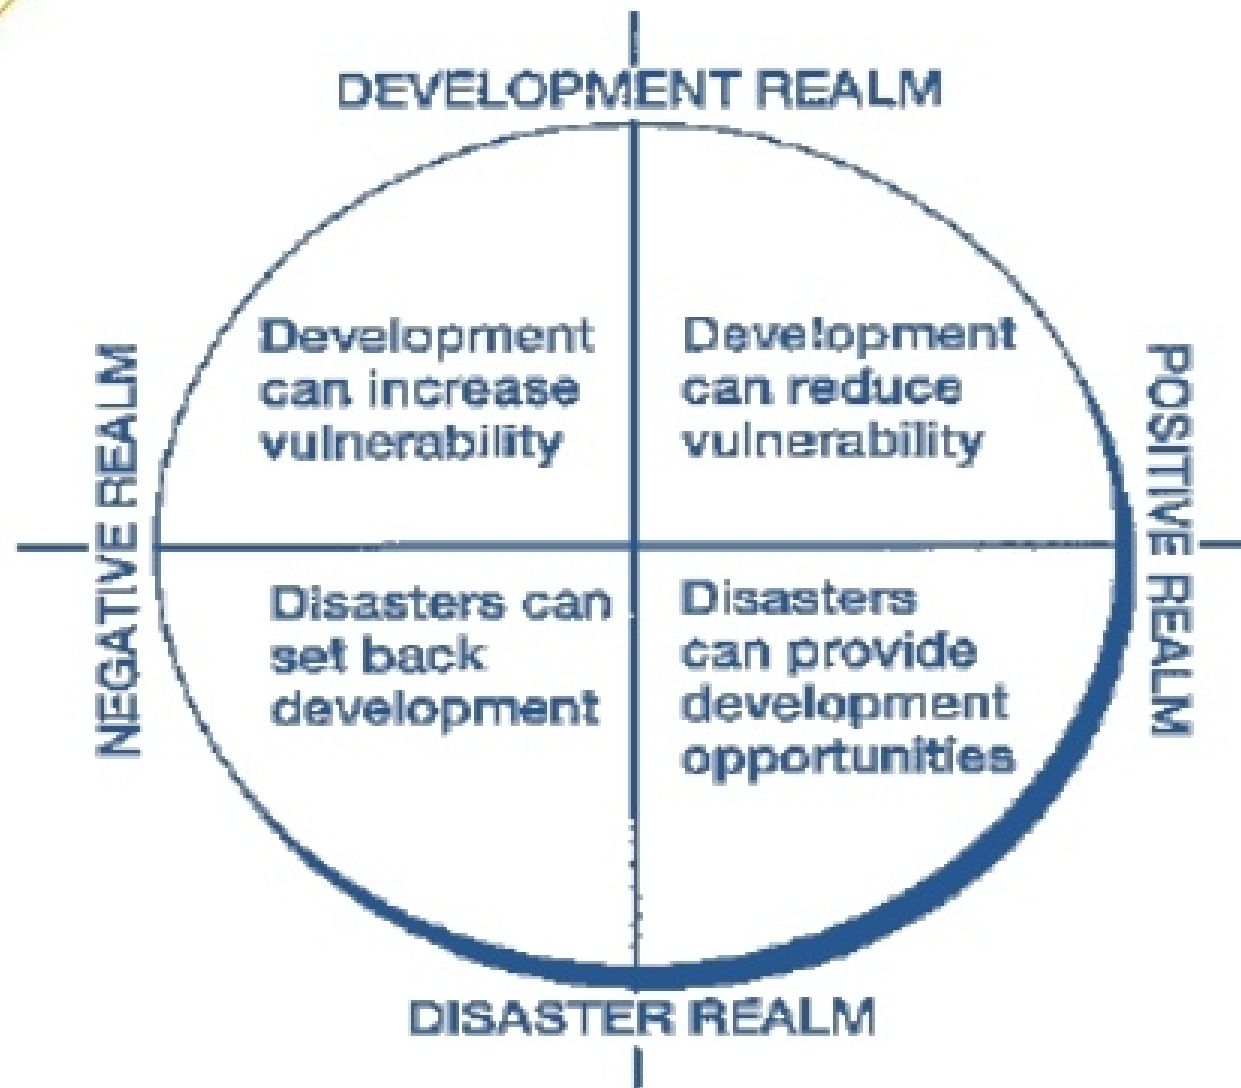 DEVELOPMENT REALM
Development
can increase
vulnerability
Development
can reduce
vulnerability
NEGATIVE REALM
POSITIVE REALM
Disasters can
set back
development
Disasters
can provide
development
opportunities
DISASTER REALM